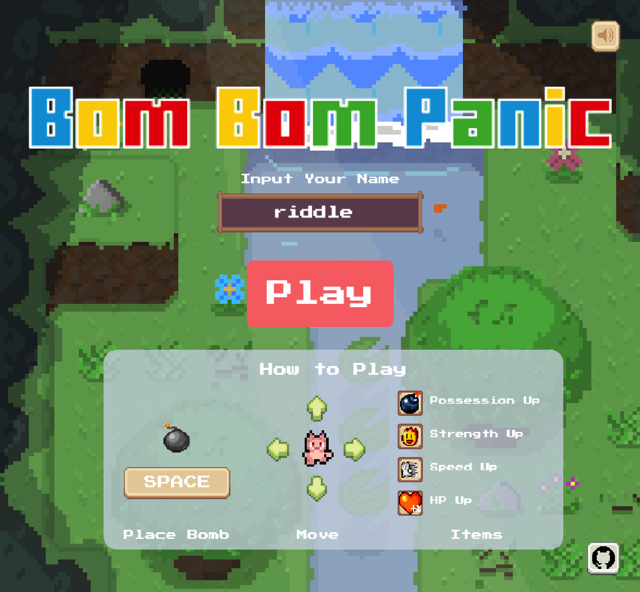 Bom Bom Panic
Input Your Name
riddle
Play
How to Play
Possession Up
Strength Up
Speed Up
HP Up
SPACE
Place Bomb
Move
Items